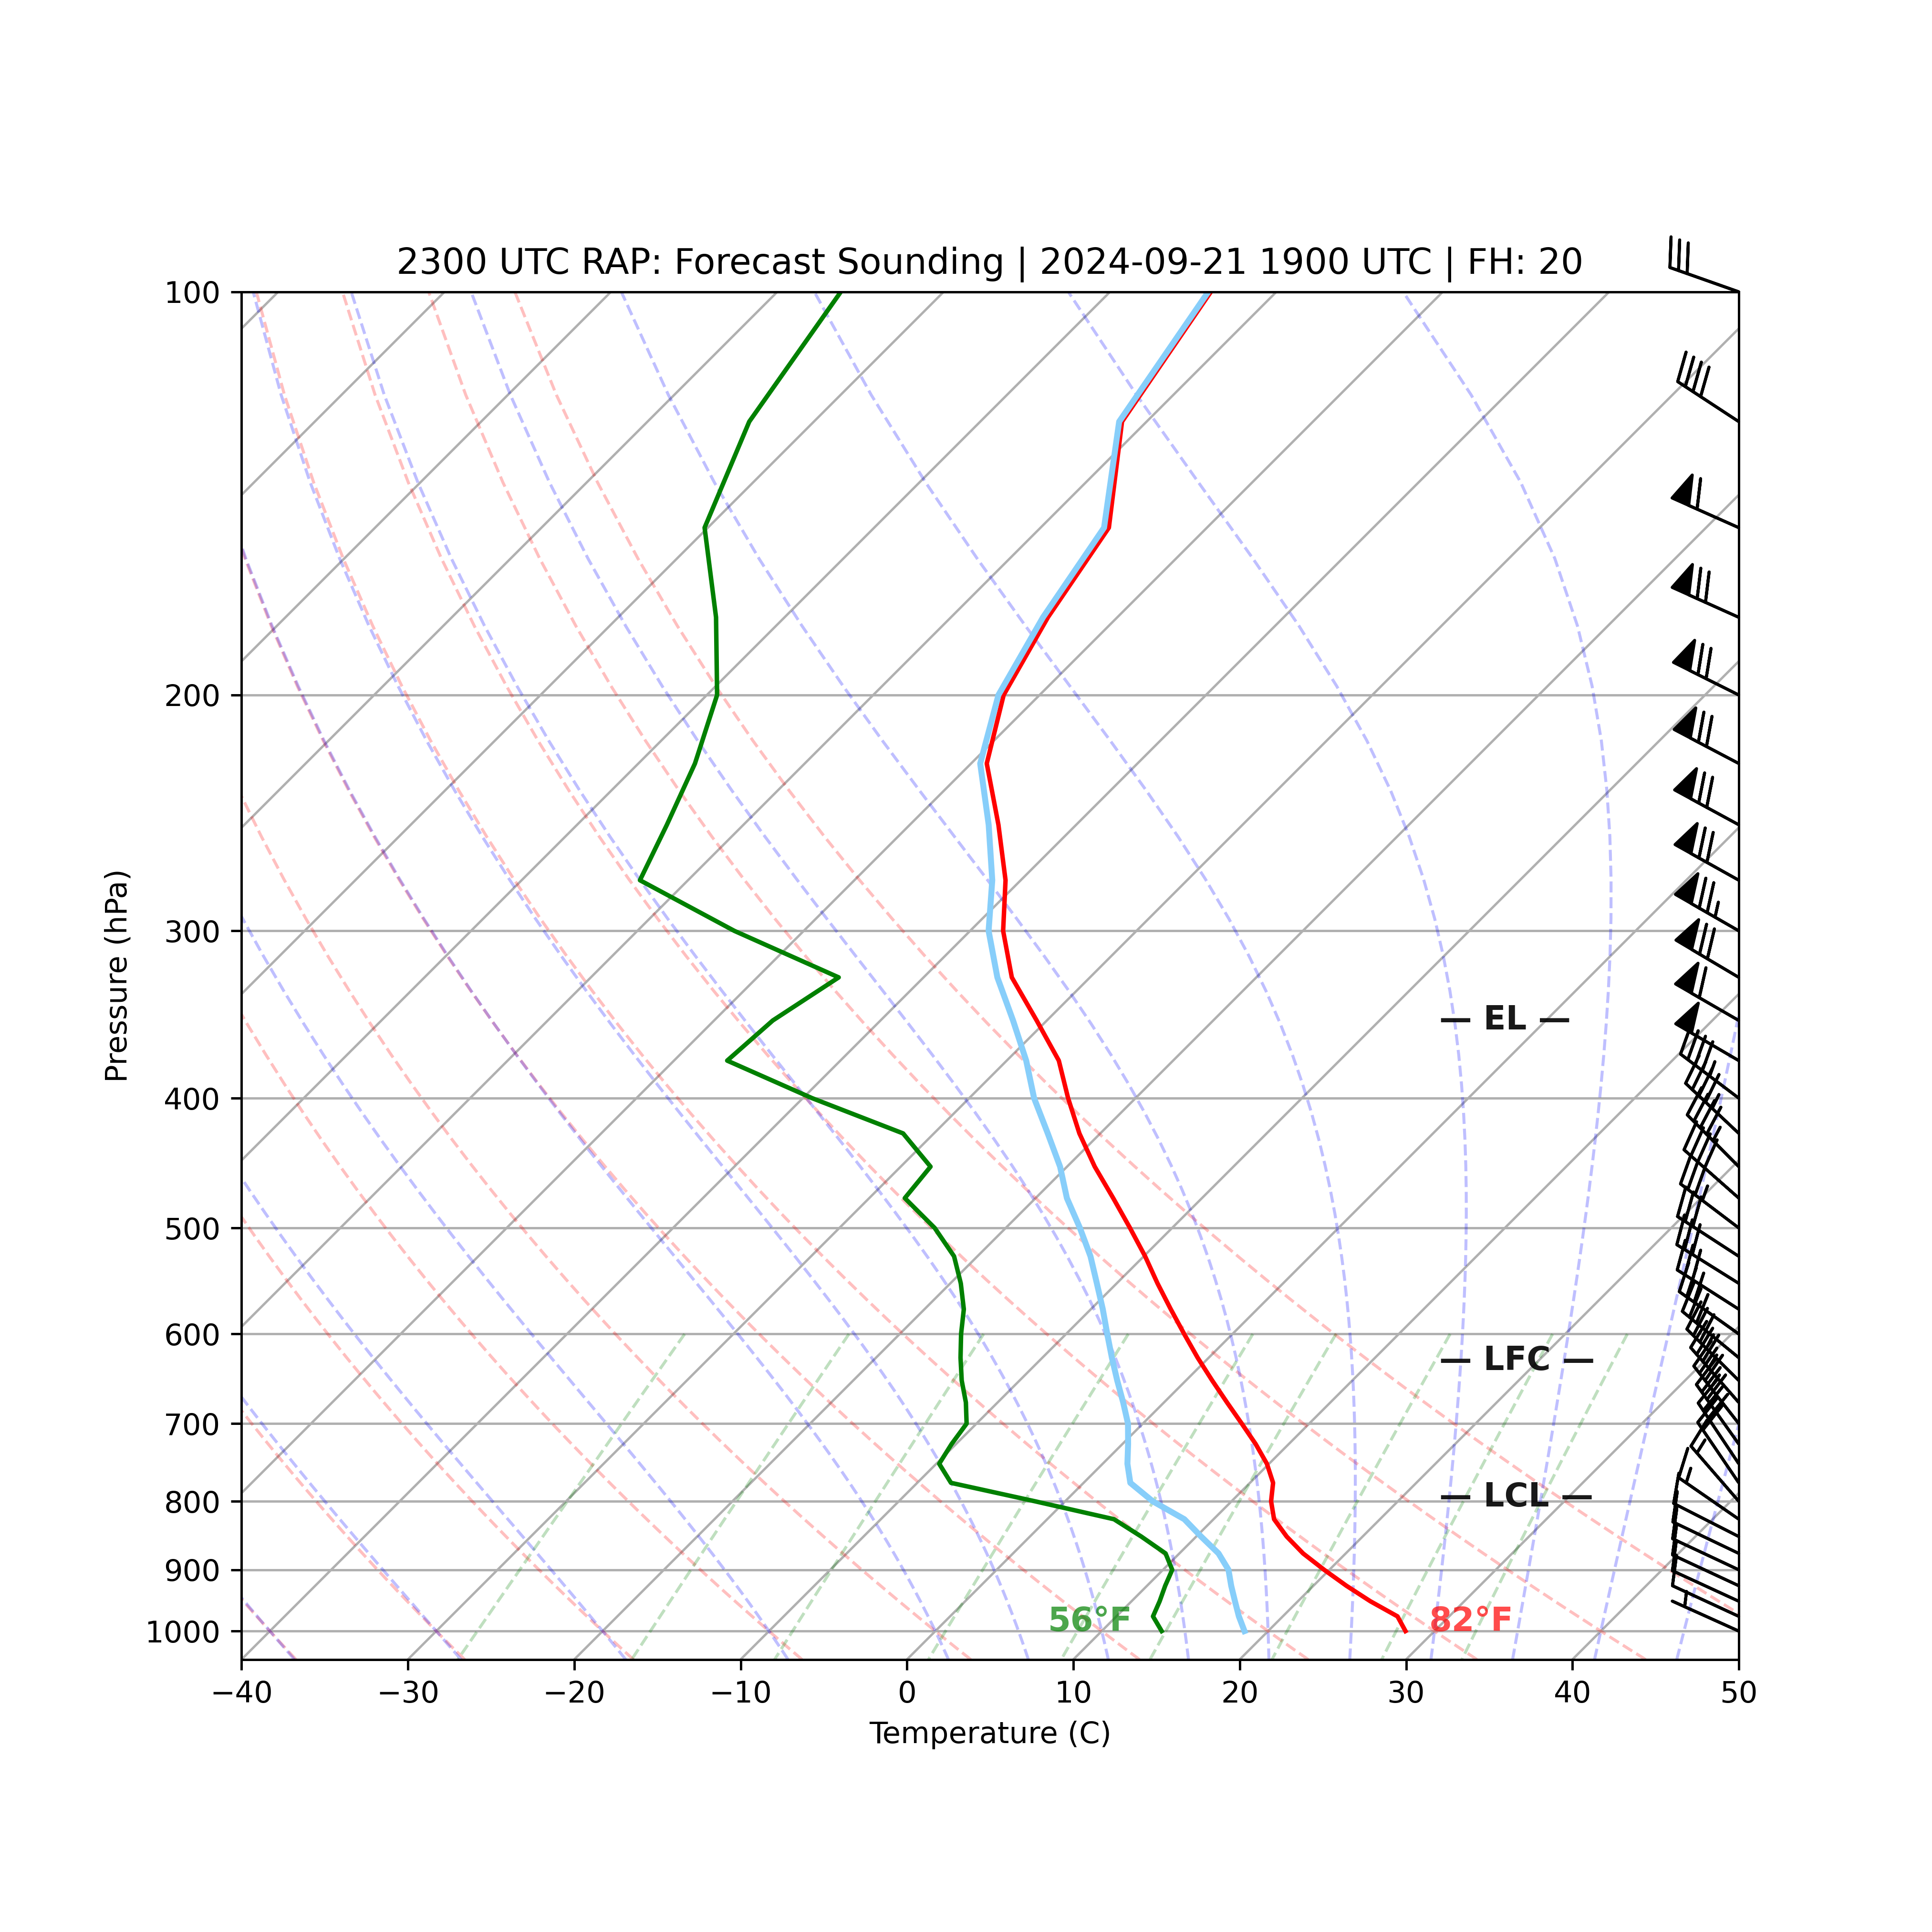 2300 UTC RAP: Forecast Sounding | 2024-09-21 1900 UTC | FH: 20
100
200
300
— EL —
400
500
600
— LFC —
700
800
— LCL —
900
56°F
82°F
1000
−40
−30
−20
−10
0
10
20
30
40
50
Temperature (C)
Pressure (hPa)